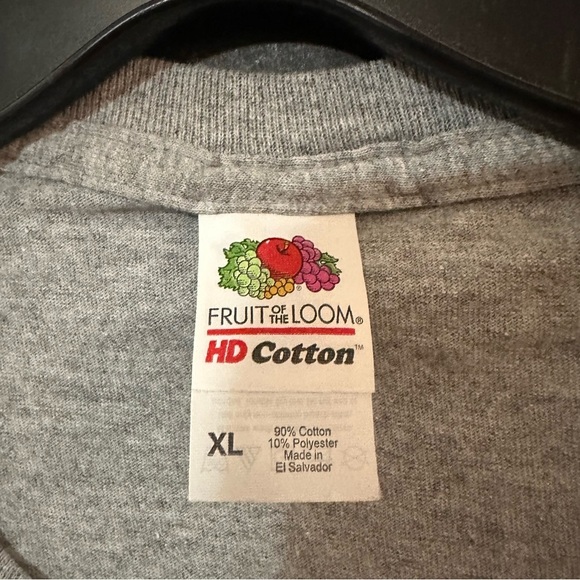 FRUIT OF THE LOOM®
HD Cotton™
XL
90% Cotton
10% Polyester
Made in
El Salvador